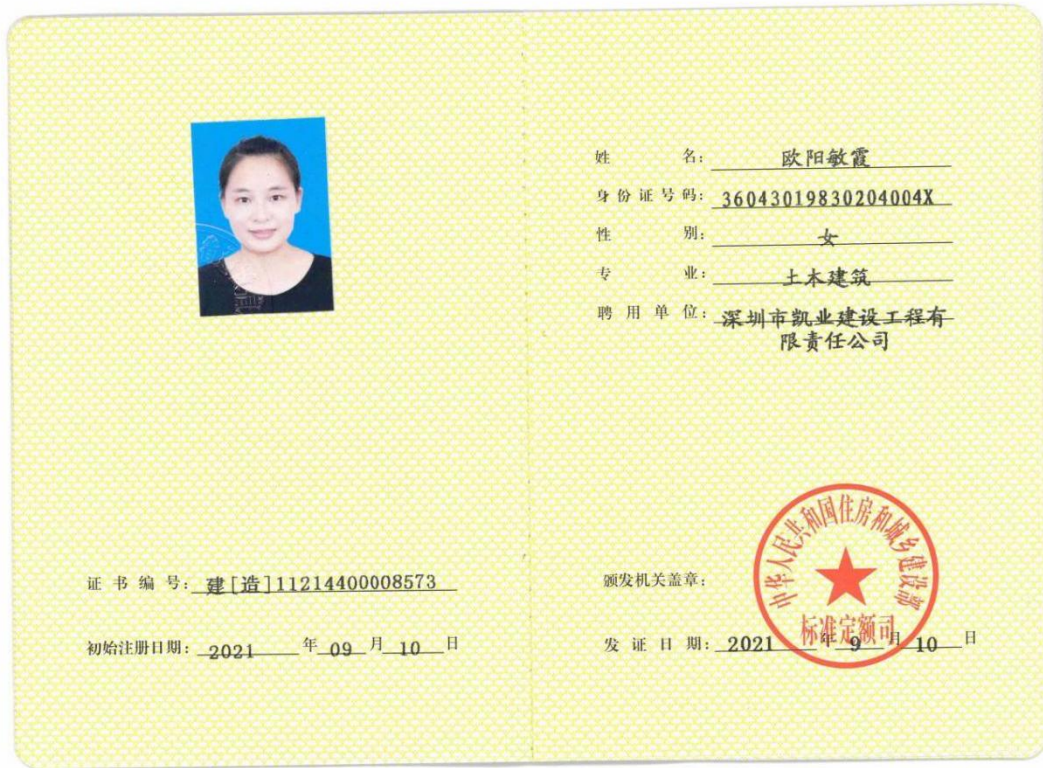 姓 名: 欧阳敏霞
身份证号码: 36043019830204004X
性 别: 女
专 业: 土木建筑
聘用单位: 深圳市凯业建设工程有
限责任公司
证书编号: 建[造]11214400008573
初始注册日期: 2021 年 09 月 10 日
颁发机关盖章:
中华人民共和国住房和城乡建设部
标准定额司
发证日期: 2021 年 9 月 10 日